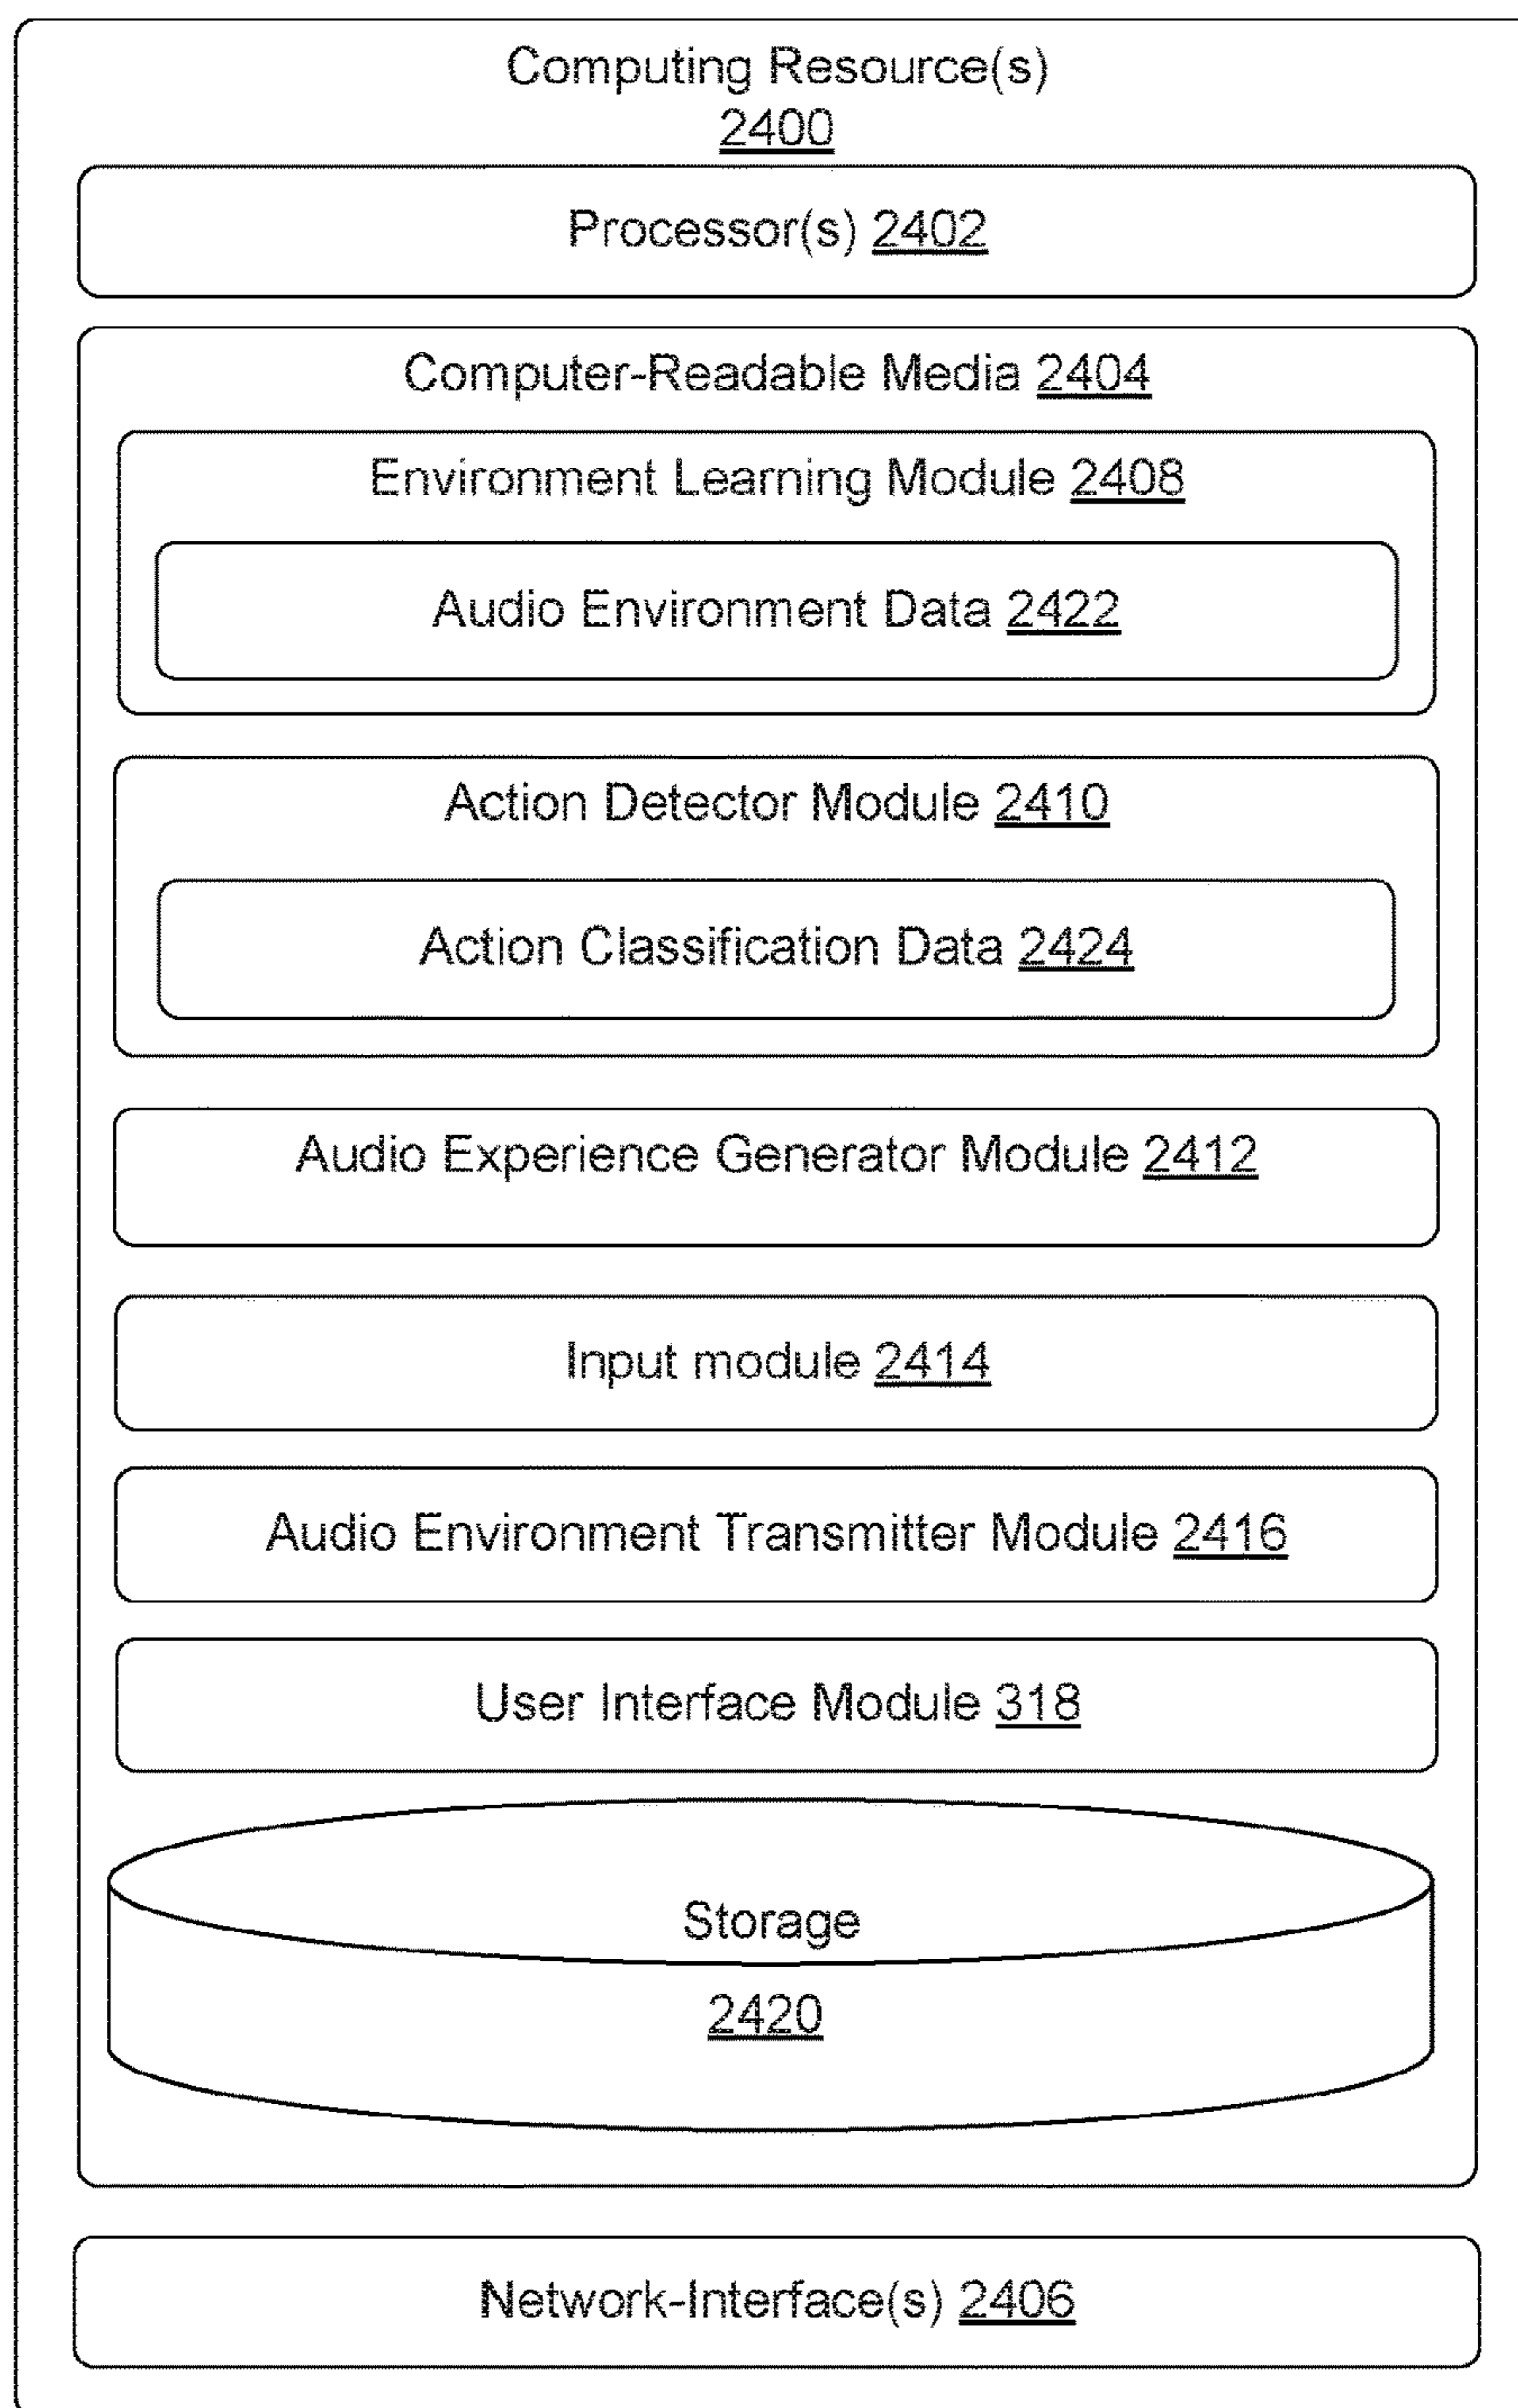 Computing Resource(s)
2400
Processor(s) 2402
Computer-Readable Media 2404
Environment Learning Module 2408
Audio Environment Data 2422
Action Detector Module 2410
Action Classification Data 2424
Audio Experience Generator Module 2412
Input module 2414
Audio Environment Transmitter Module 2416
User Interface Module 318
Storage
2420
Network-Interface(s) 2406